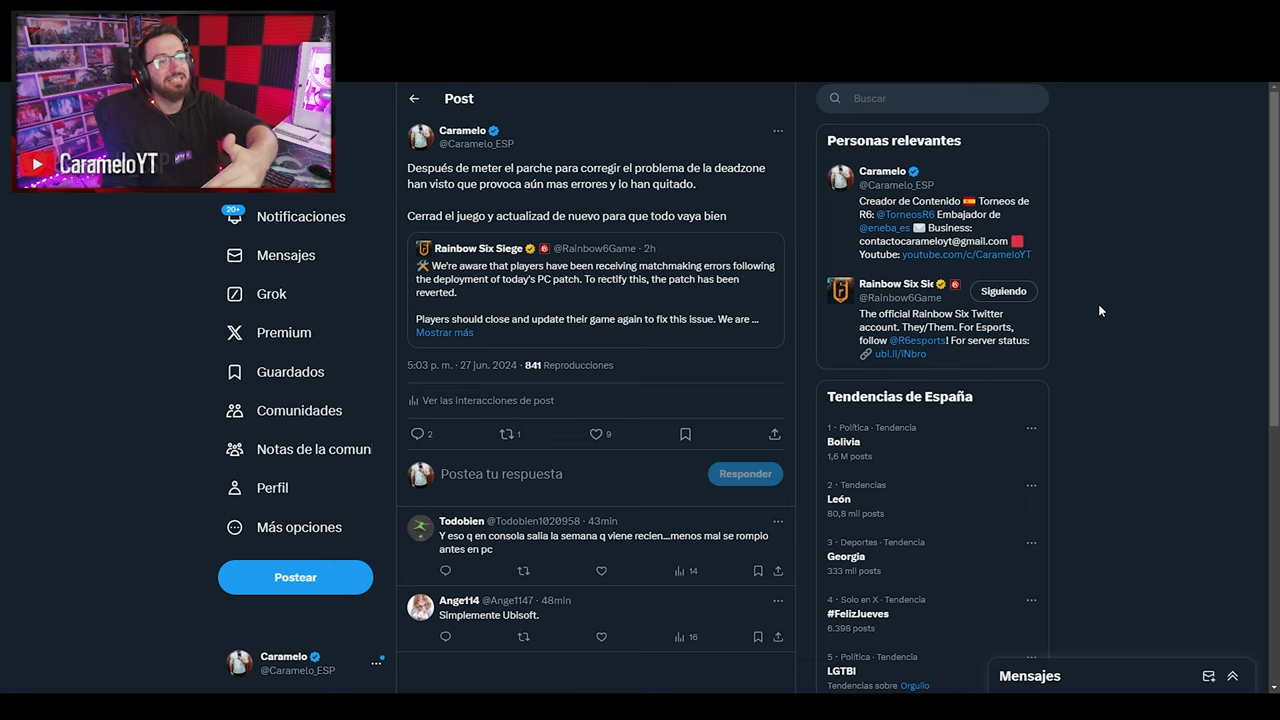 CarameloYT
20+
Notificaciones
Mensajes
Grok
Premium
Guardados
Comunidades
Notas de la comuni
Perfil
Más opciones
Postear
Caramelo
@Caramelo_ESP
Post
Caramelo
@Caramelo_ESP
Después de meter el parche para corregir el problema de la deadzone
han visto que provoca aún mas errores y lo han quitado.
Cerrad el juego y actualizad de nuevo para que todo vaya bien
Rainbow Six Siege @Rainbow6Game · 2h
We're aware that players have been receiving matchmaking errors following
the deployment of today's PC patch. To rectify this, the patch has been
reverted.
Players should close and update their game again to fix this issue. We are ...
Mostrar más
5:03 p. m. · 27 jun. 2024 · 841 Reproducciones
Ver las interacciones de post
2 1 9
Postea tu respuesta
Responder
Todobien @Todobien1020958 · 43min
Y eso q en consola salia la semana q viene recien...menos mal se rompio
antes en pc
14
Ange114 @Ange1147 · 48min
Simplemente Ubisoft.
16
Buscar
Personas relevantes
Caramelo
@Caramelo_ESP
Creador de Contenido Torneos de
R6: @TorneosR6 Embajador de
@eneba_es Business:
contactocarameloyt@gmail.com
Youtube: youtube.com/c/CarameloYT
Rainbow Six Sie
@Rainbow6Game
Siguiendo
The official Rainbow Six Twitter
account. They/Them. For Esports,
follow @R6esports! For server status:
ubi.li/iNbro
Tendencias de España
1 · Política · Tendencia
Bolivia
1,6 M posts
2 · Tendencias
León
80,8 mil posts
3 · Deportes · Tendencia
Georgia
333 mil posts
4 · Solo en X · Tendencia
#FelizJueves
6.398 posts
5 · Política · Tendencia
LGTBI
Tendencias sobre Orgullo
Mensajes